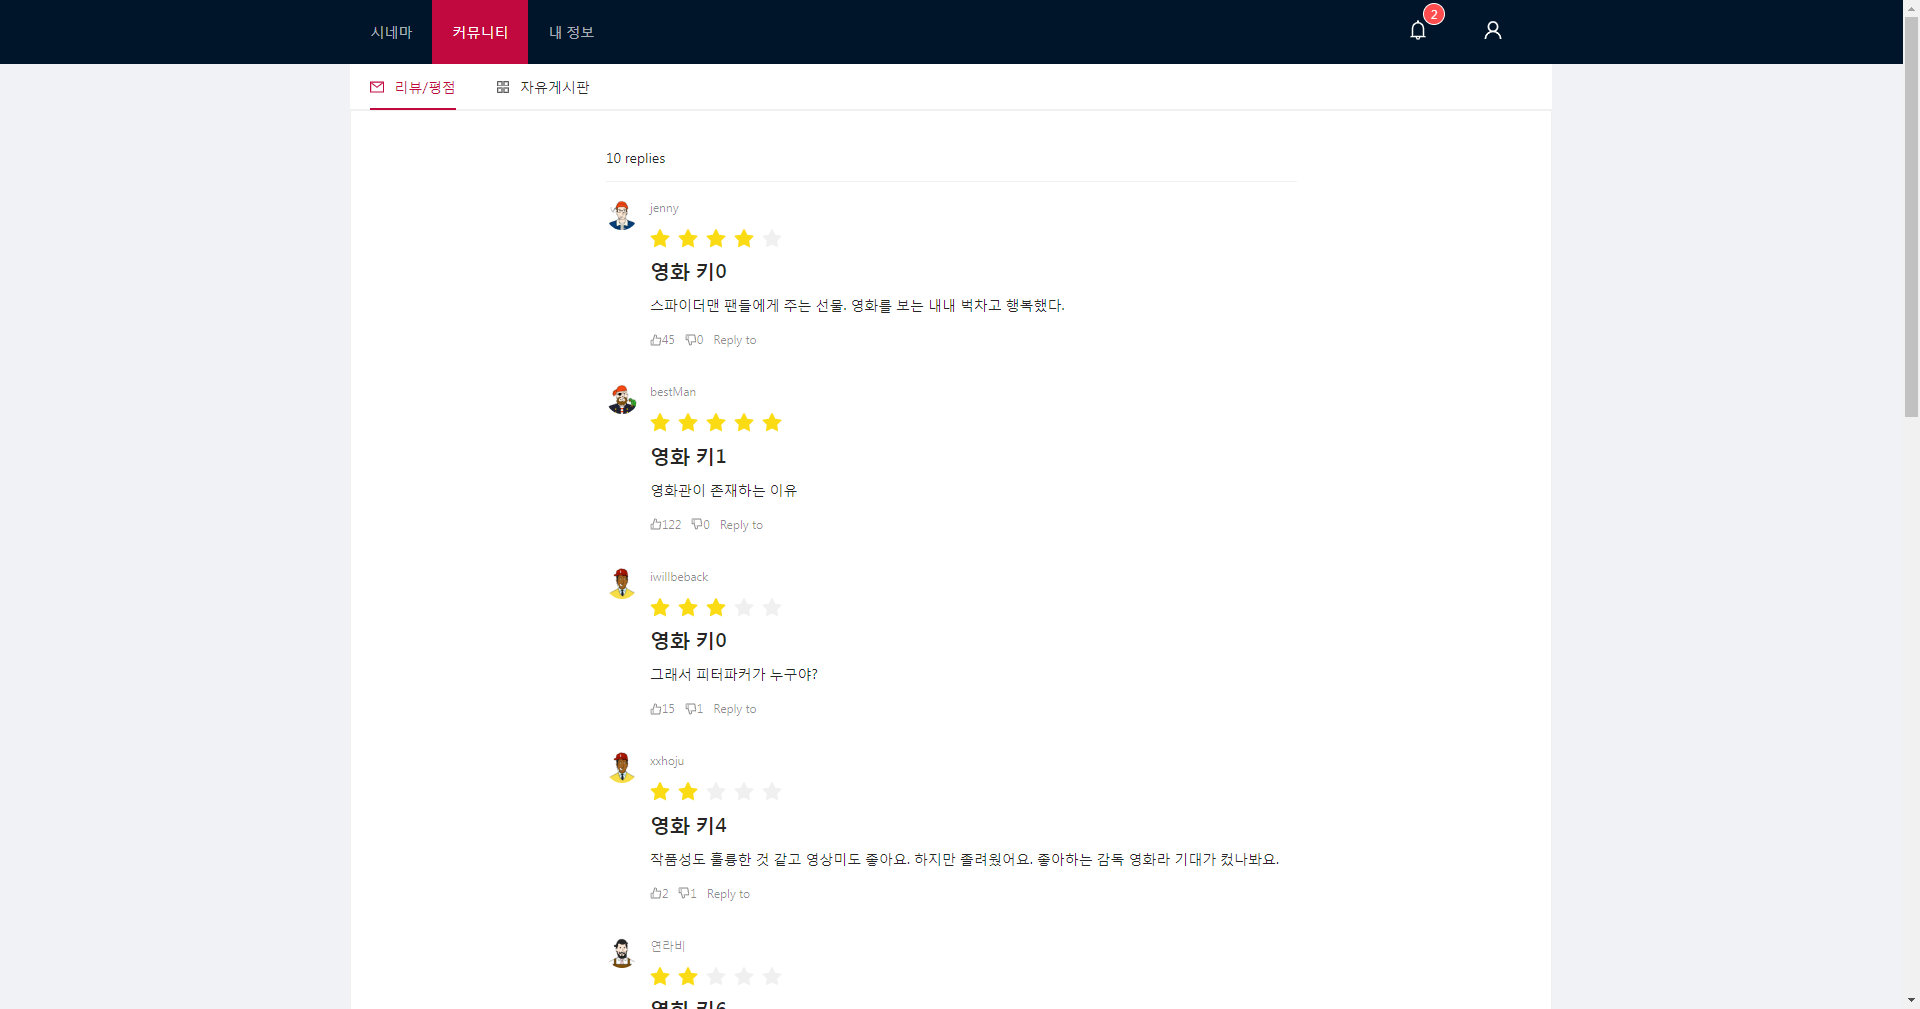 시네마 커뮤니티 내 정보 2
리뷰/평점 자유게시판
10 replies
jenny
영화 키0
스파이더맨 팬들에게 주는 선물. 영화를 보는 내내 벅차고 행복했다.
45 0 Reply to
bestMan
영화 키1
영화관이 존재하는 이유
122 0 Reply to
iwillbeback
영화 키0
그래서 피터파커가 누구야?
15 1 Reply to
xxhoju
영화 키4
작품성도 훌륭한 것 같고 영상미도 좋아요. 하지만 졸려웠어요. 좋아하는 감독 영화라 기대가 컸나봐요.
2 1 Reply to
연라비
영화 키6